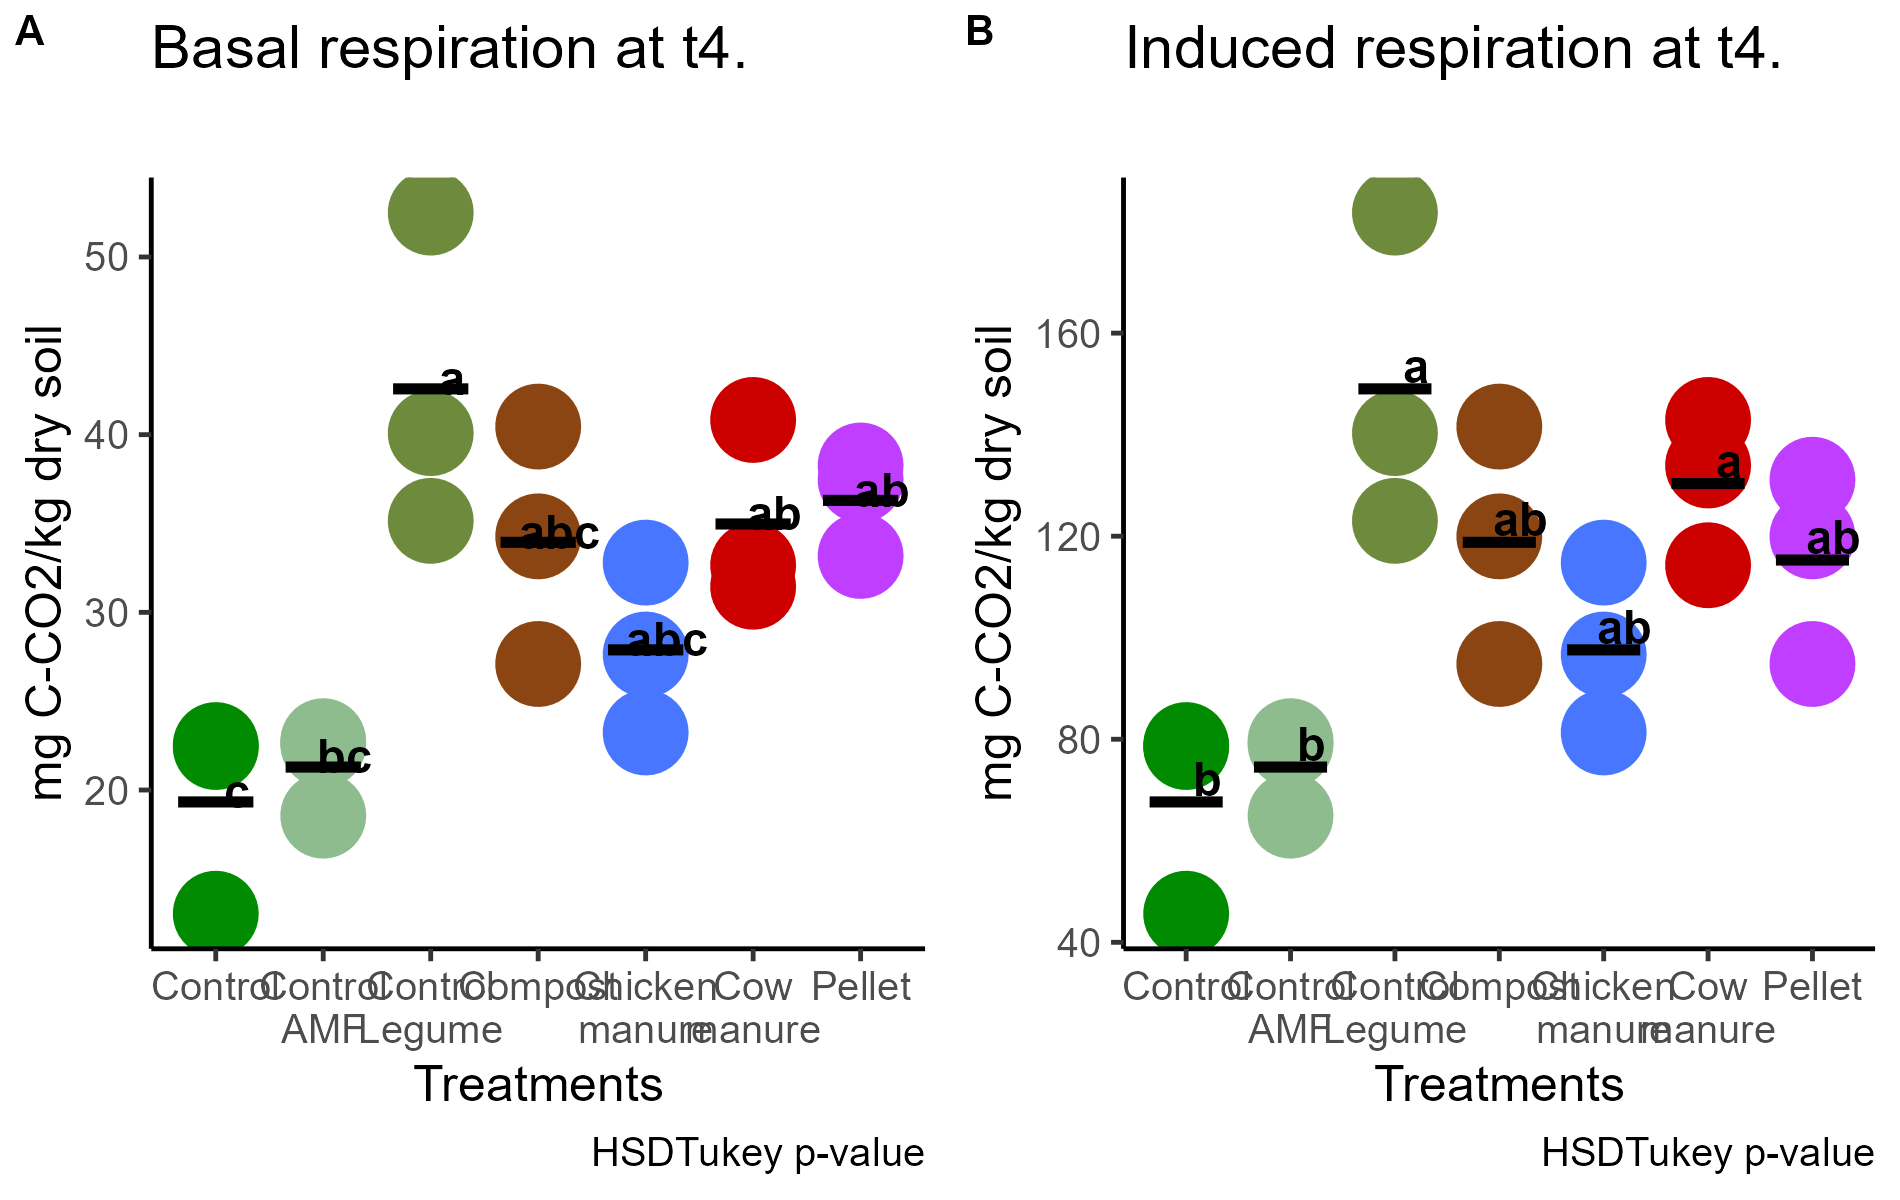 A
Basal respiration at t4.
mg C-CO2/kg dry soil
50
40
30
20
c
bc
a
abc
abc
ab
ab
Control
Control
AMF
Control
Legume
Compost
Chicken
manure
Cow
manure
Pellet
Treatments
HSDTukey p-value
B
Induced respiration at t4.
mg C-CO2/kg dry soil
160
120
80
40
b
b
a
ab
ab
a
ab
Control
Control
AMF
Control
Legume
Compost
Chicken
manure
Cow
manure
Pellet
Treatments
HSDTukey p-value